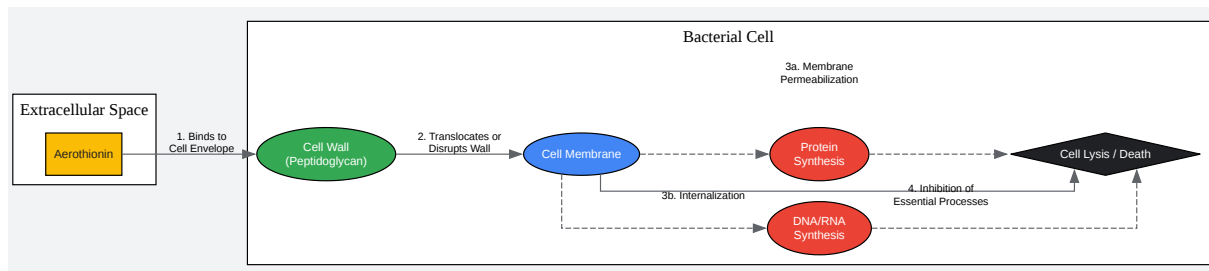 Bacterial Cell
3a. Membrane
Permeabilization
Extracellular Space
Aerothionin
1. Binds to
Cell Envelope
Cell Wall
(Peptidoglycan)
2. Translocates or
Disrupts Wall
Cell Membrane
Protein
Synthesis
Cell Lysis / Death
3b. Internalization
4. Inhibition of
Essential Processes
DNA/RNA
Synthesis